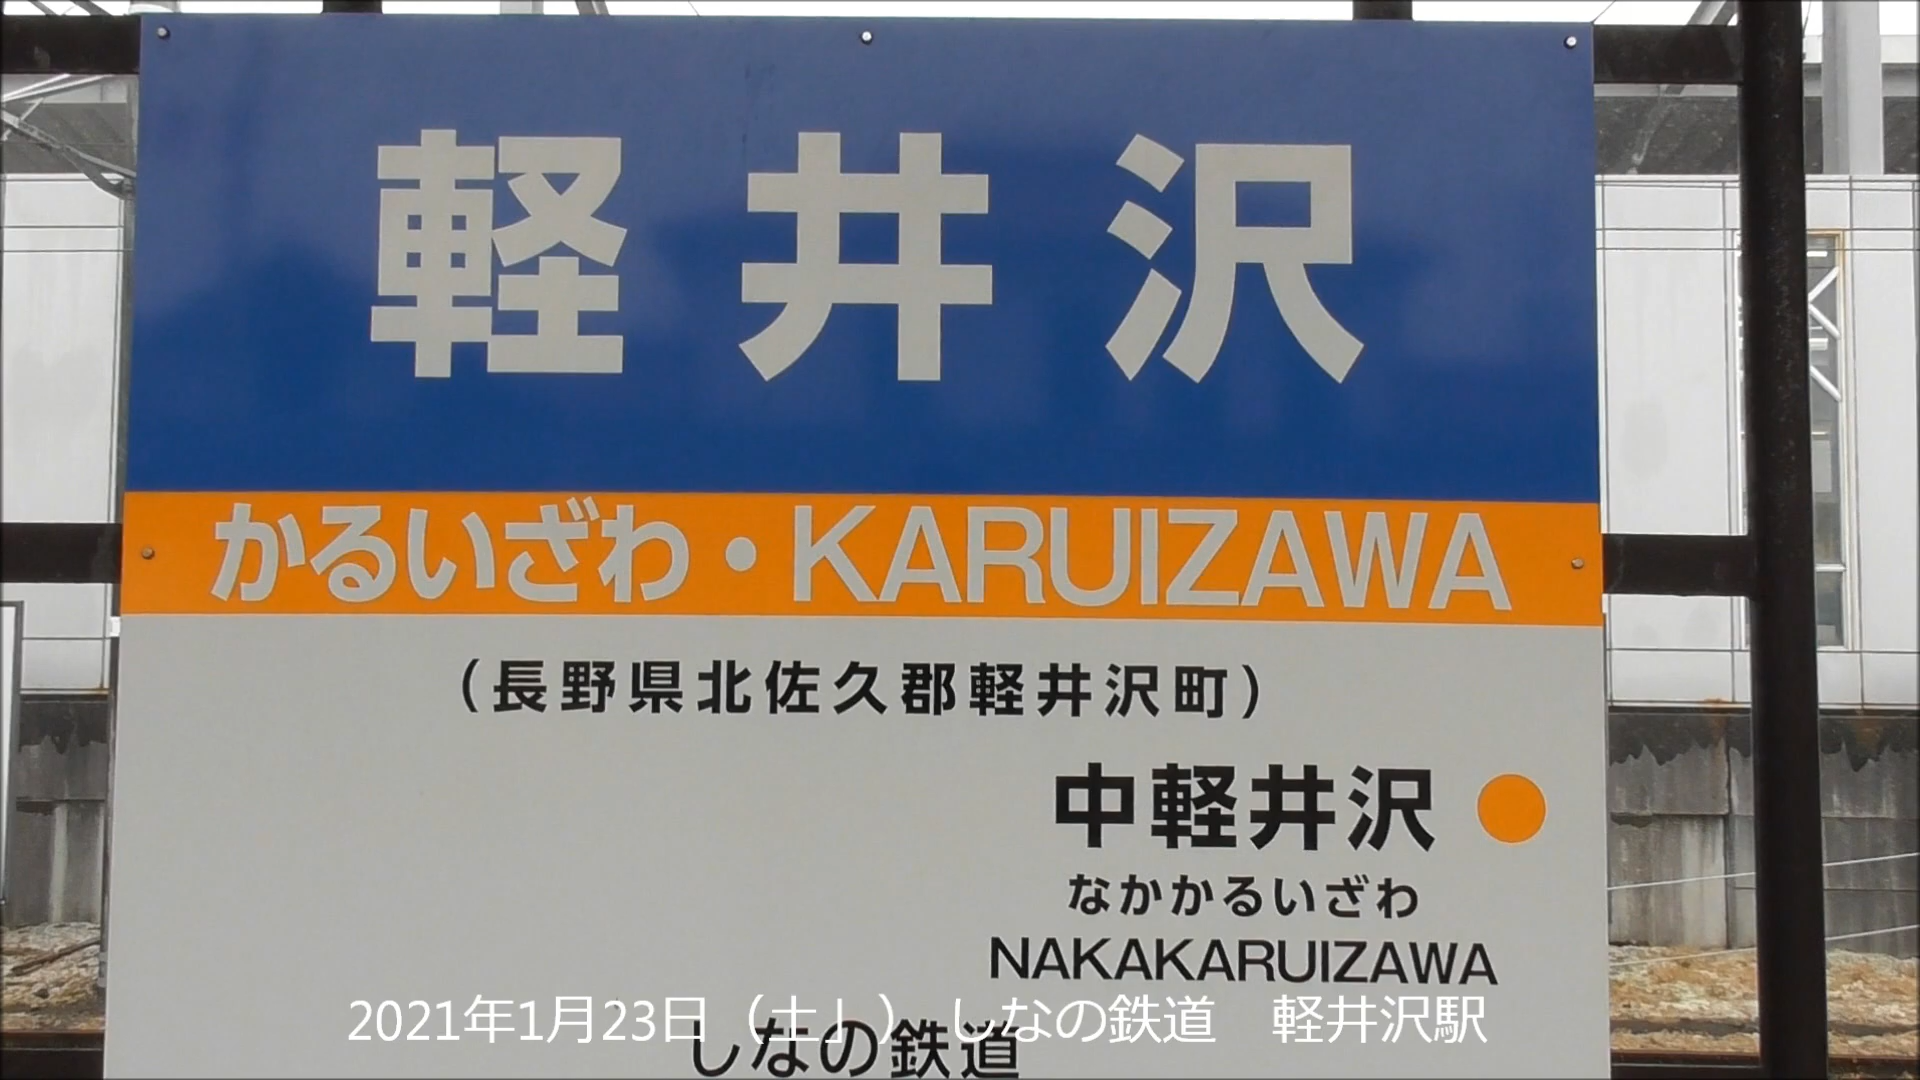 軽井沢
かるいざわ・KARUIZAWA
（長野県北佐久郡軽井沢町）
中軽井沢
なかかるいざわ
NAKAKARUIZAWA
2021年1月23日（土」） しなの鉄道　軽井沢駅
しなの鉄道